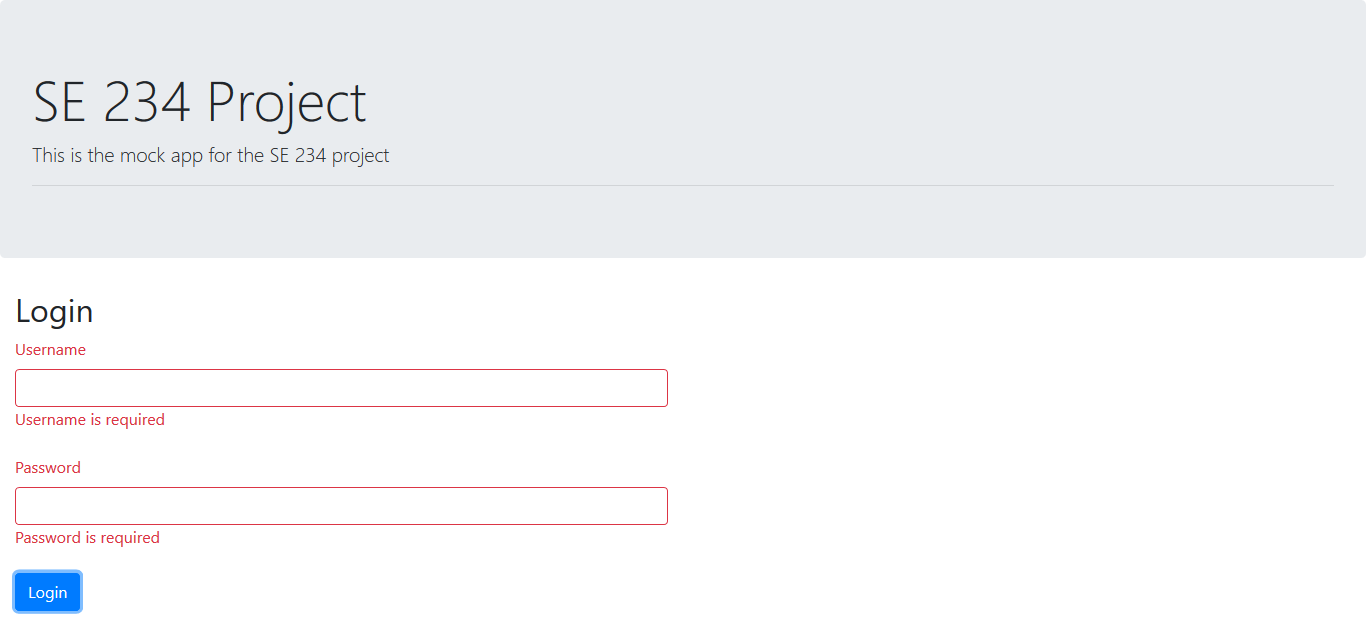 SE 234 Project
This is the mock app for the SE 234 project
Login
Username
Username is required
Password
Password is required
Login